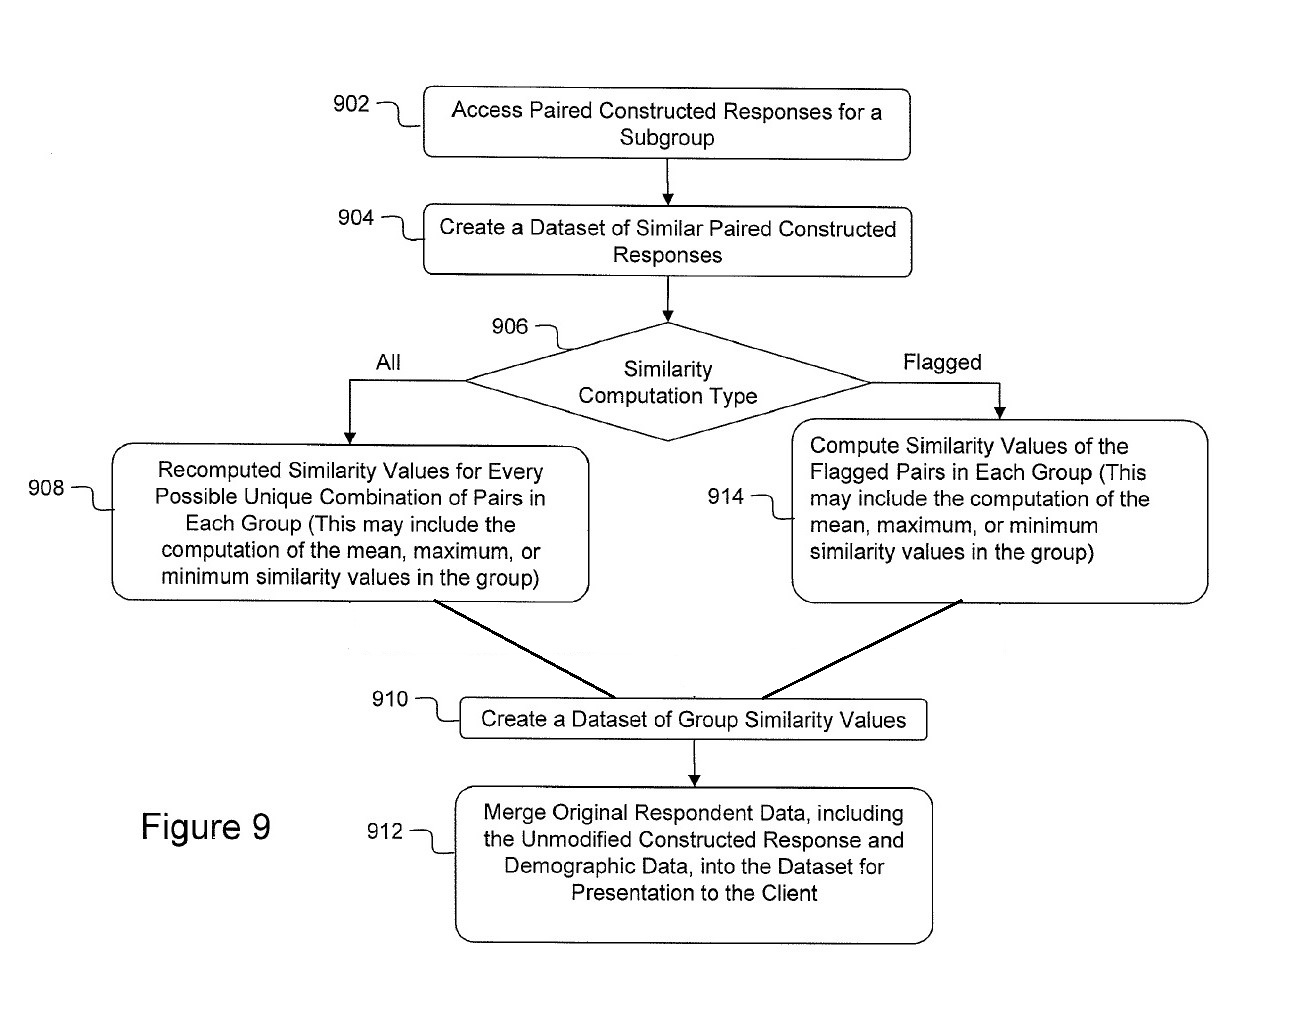 902
Access Paired Constructed Responses for a
Subgroup
904
Create a Dataset of Similar Paired Constructed
Responses
906
Similarity
Computation Type
All
Flagged
908
Recomputed Similarity Values for Every
Possible Unique Combination of Pairs in
Each Group (This may include the
computation of the mean, maximum, or
minimum similarity values in the group)
914
Compute Similarity Values of the
Flagged Pairs in Each Group (This
may include the computation of the
mean, maximum, or minimum
similarity values in the group)
910
Create a Dataset of Group Similarity Values
912
Merge Original Respondent Data, including
the Unmodified Constructed Response and
Demographic Data, into the Dataset for
Presentation to the Client
Figure 9